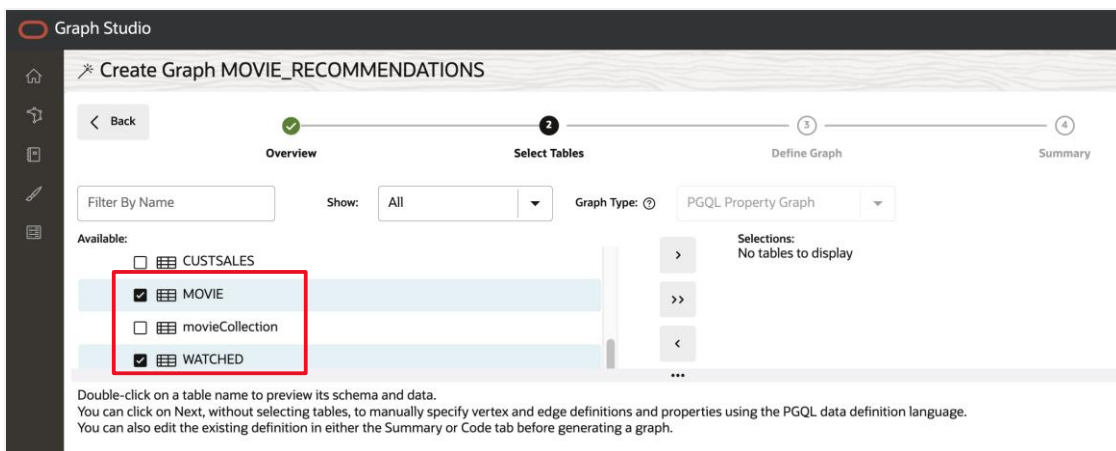 Graph Studio
Create Graph MOVIE_RECOMMENDATIONS
Back
2
3
4
Overview
Select Tables
Define Graph
Summary
Filter By Name
Show:
All
Graph Type:
?
PGQL Property Graph
Available:
CUSTSALES
MOVIE
movieCollection
WATCHED
>
>>
<
Selections:
No tables to display
Double-click on a table name to preview its schema and data.
You can click on Next, without selecting tables, to manually specify vertex and edge definitions and properties using the PGQL data definition language.
You can also edit the existing definition in either the Summary or Code tab before generating a graph.